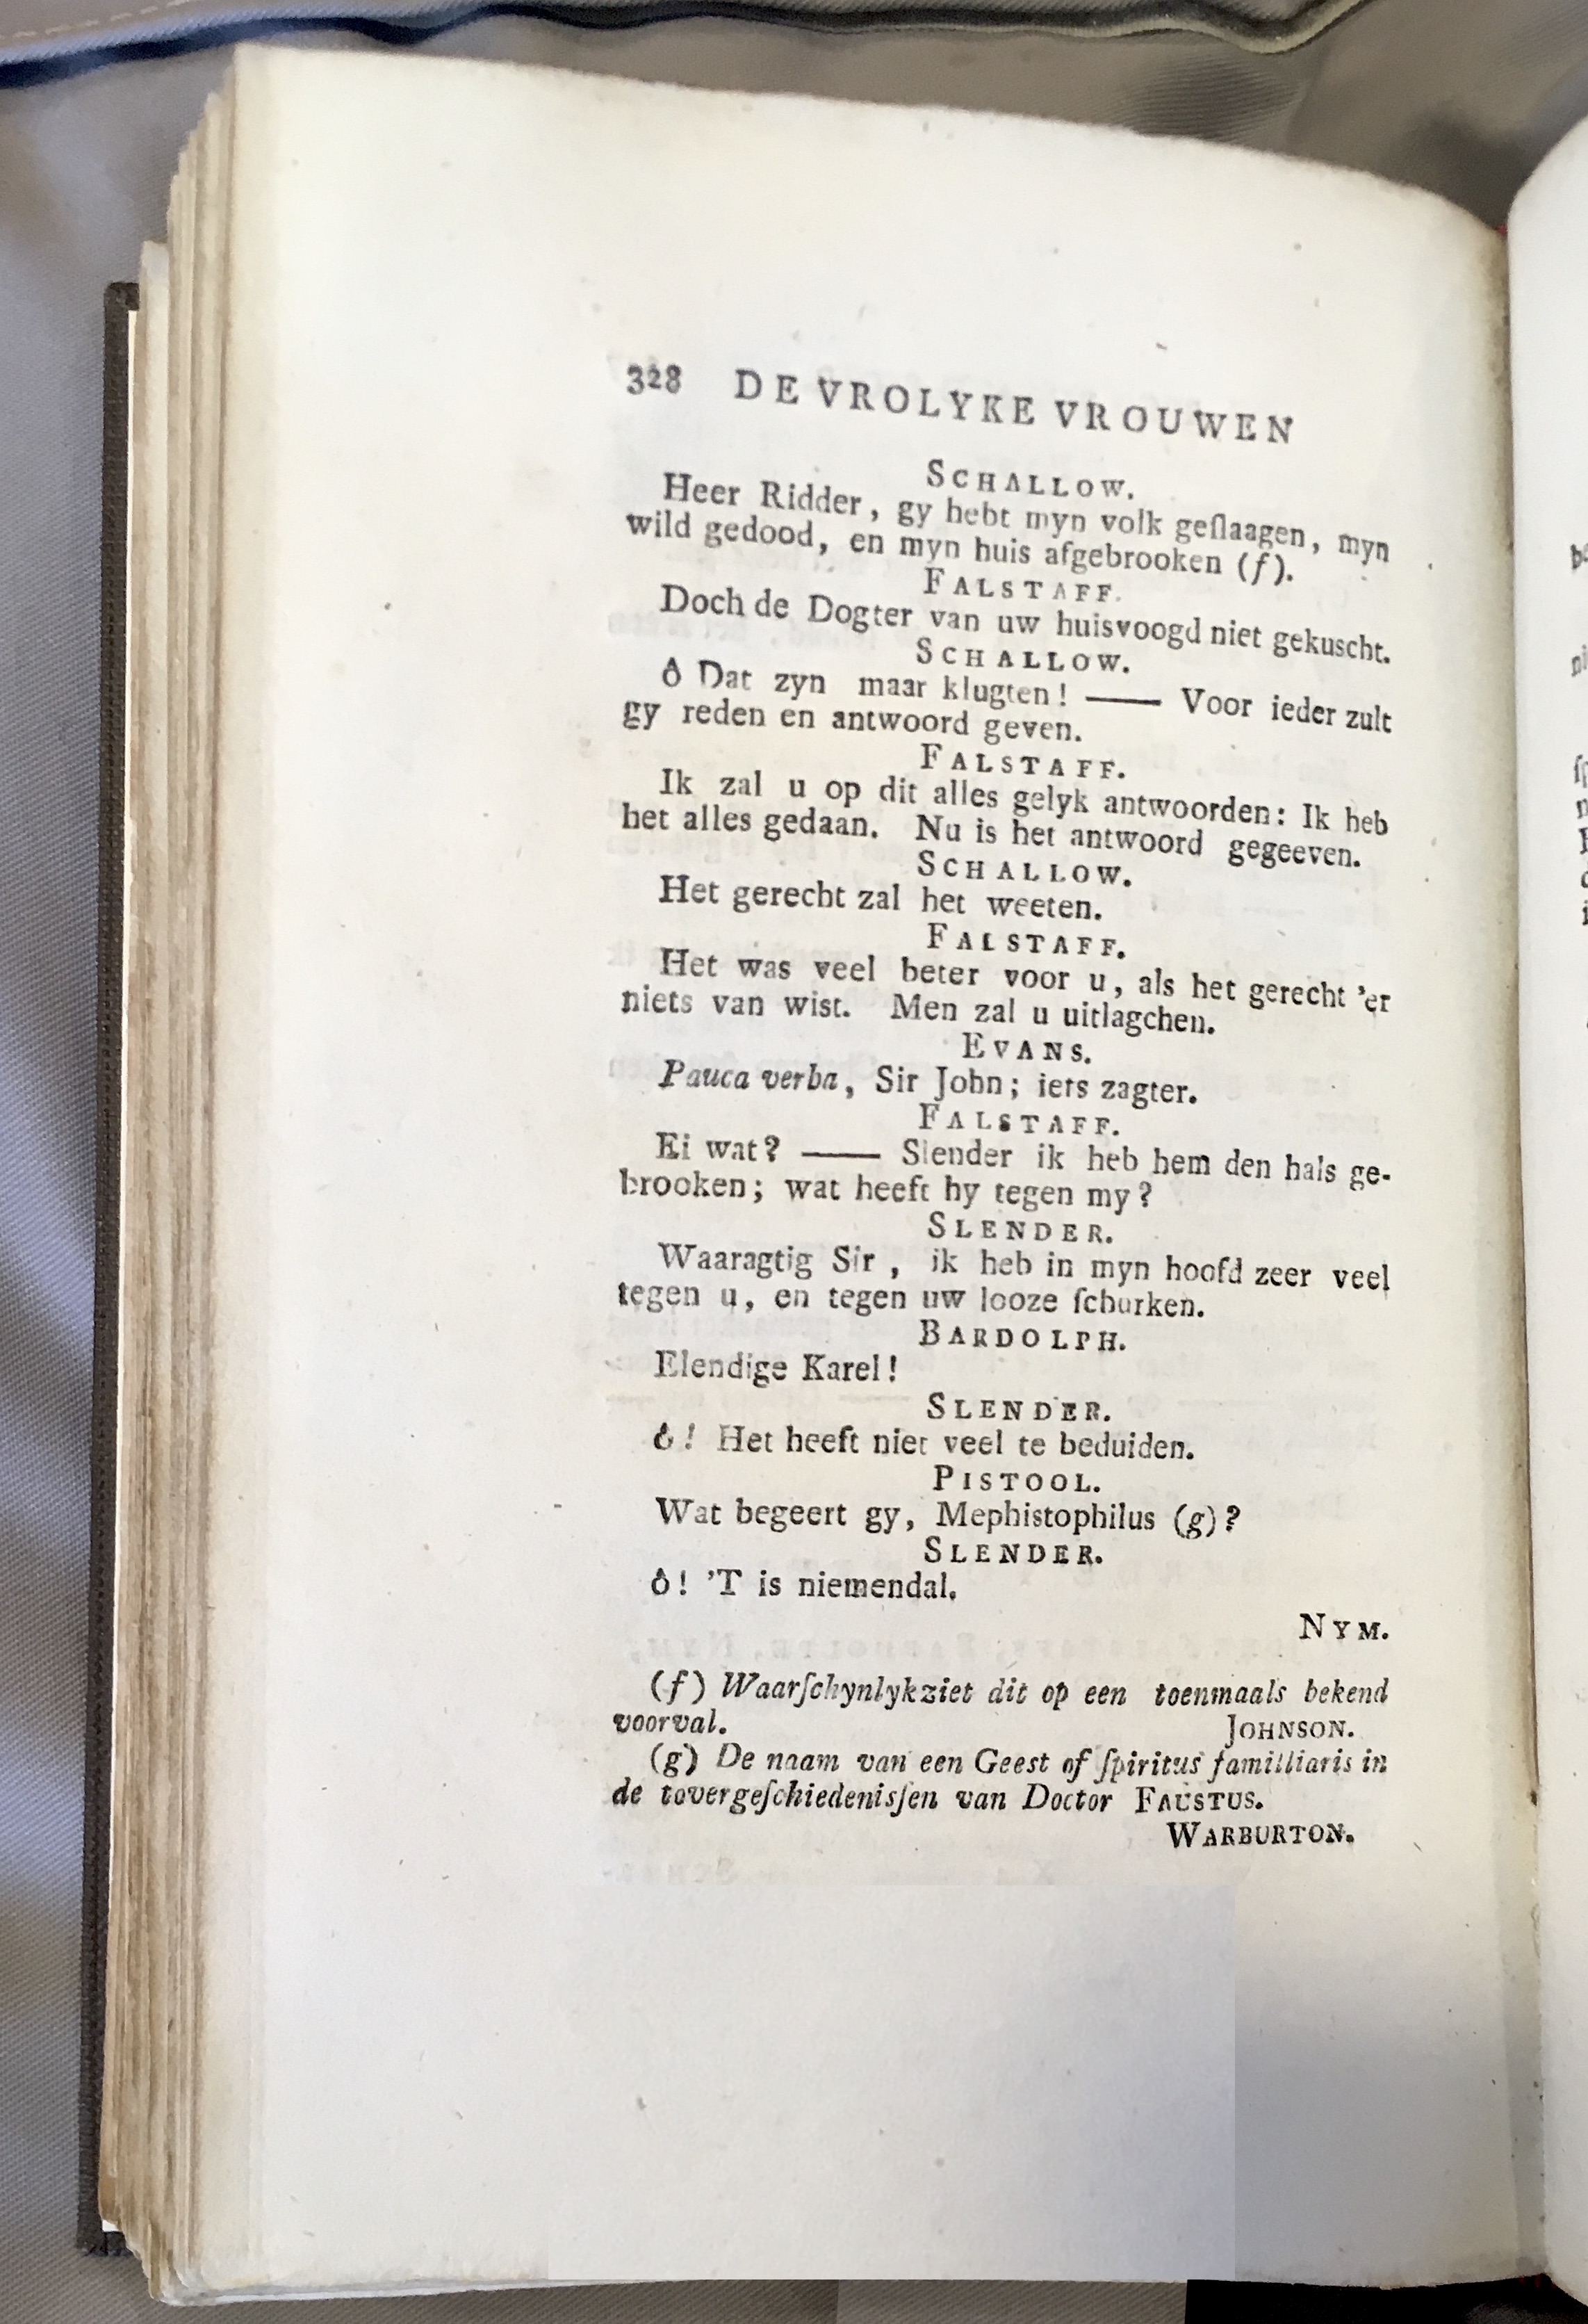 328 DE VROLYKE VROUWEN
SCHALLOW.
Heer Ridder, gy hebt myn volk geſlaagen, myn
wild gedood, en myn huis afgebrooken (f).
FALSTAFF.
Doch de Dogter van uw huisvoogd niet gekuscht.
SCHALLOW.
ô Dat zyn maar klugten! —— Voor ieder zult
gy reden en antwoord geven.
FALSTAFF.
Ik zal u op dit alles gelyk antwoorden: Ik heb
het alles gedaan. Nu is het antwoord gegeeven.
SCHALLOW.
Het gerecht zal het weeten.
FALSTAFF.
Het was veel beter voor u, als het gerecht 'er
niets van wist. Men zal u uitlagchen.
EVANS.
Pauca verba, Sir John; iets zagter.
FALSTAFF.
Ei wat? —— Slender ik heb hem den hals ge-
brooken; wat heeft hy tegen my?
SLENDER.
Waaragtig Sir, ik heb in myn hoofd zeer veel
tegen u, en tegen uw looze ſchurken.
BARDOLPH.
Elendige Karel!
SLENDER.
ô! Het heeft niet veel te beduiden.
PISTOOL.
Wat begeert gy, Mephistophilus (g)?
SLENDER.
ô! 'T is niemendal.
NYM.
(f) Waarſchynlyk ziet dit op een toenmaals bekend
voorval. JOHNSON.
(g) De naam van een Geest of ſpiritus familliaris in
de tovergeſchiedenisſen van Doctor FAUSTUS.
WARBURTON.